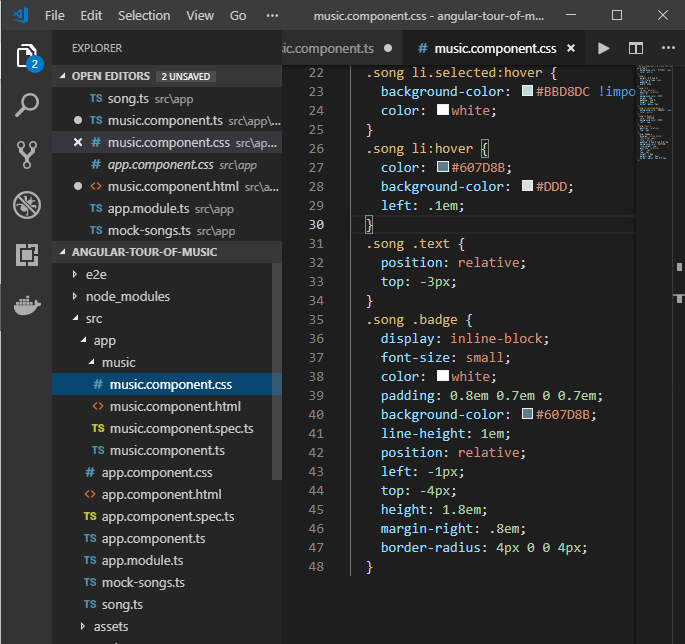 File Edit Selection View Go ··· music.component.css - angular-tour-of-m...
EXPLORER
ic.component.ts ● # music.component.css ×
OPEN EDITORS 2 UNSAVED
TS song.ts src\app
● TS music.component.ts src\app\...
× # music.component.css src\ap...
# app.component.css src\app
● <> music.component.html src\a...
TS app.module.ts src\app
TS mock-songs.ts src\app
ANGULAR-TOUR-OF-MUSIC
e2e
node_modules
src
app
music
# music.component.css
<> music.component.html
TS music.component.spec.ts
TS music.component.ts
# app.component.css
<> app.component.html
TS app.component.spec.ts
TS app.component.ts
TS app.module.ts
TS mock-songs.ts
TS song.ts
assets
2
22 .song li.selected:hover {
23 background-color: #BBD8DC !impo
24 color: white;
25 }
26 .song li:hover {
27 color: #607D8B;
28 background-color: #DDD;
29 left: .1em;
30 }
31 .song .text {
32 position: relative;
33 top: -3px;
34 }
35 .song .badge {
36 display: inline-block;
37 font-size: small;
38 color: white;
39 padding: 0.8em 0.7em 0 0.7em;
40 background-color: #607D8B;
41 line-height: 1em;
42 position: relative;
43 left: -1px;
44 top: -4px;
45 height: 1.8em;
46 margin-right: .8em;
47 border-radius: 4px 0 0 4px;
48 }